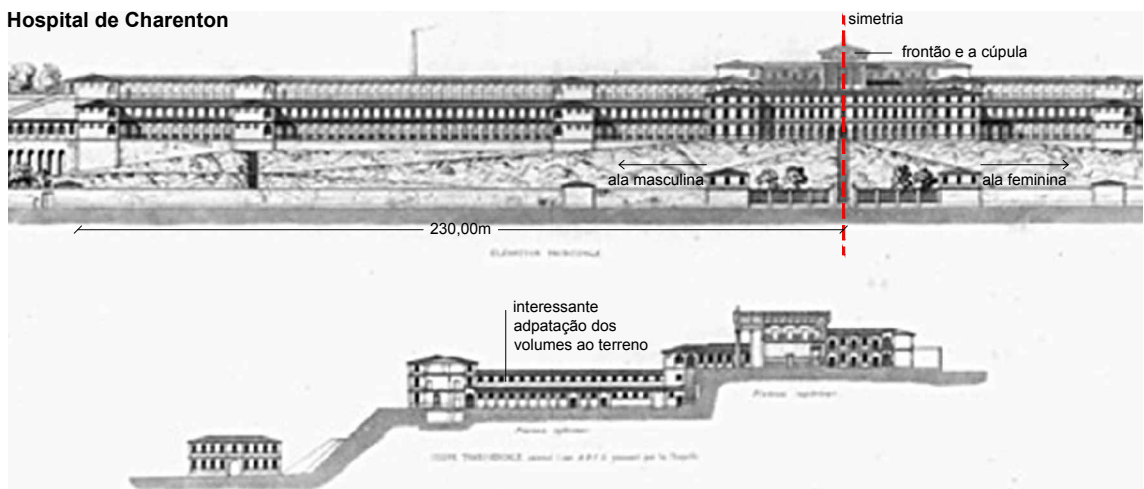 Hospital de Charenton
simetria
frontão e a cúpula
ala masculina
ala feminina
230,00m
interessante
adpatação dos
volumes ao terreno